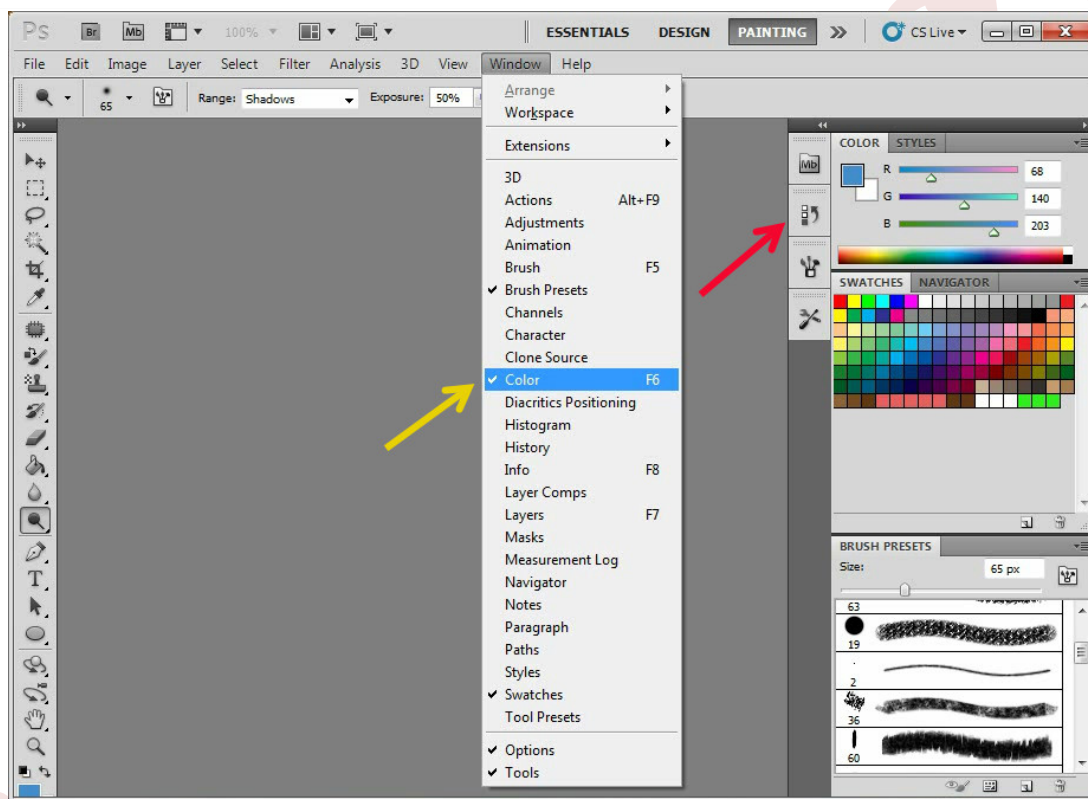 Ps Br Mb 100% ESSENTIALS DESIGN PAINTING CS Live
File Edit Image Layer Select Filter Analysis 3D View Window Help
65 Range: Shadows Exposure: 50%
Arrange
Workspace
Extensions
3D
Actions Alt+F9
Adjustments
Animation
Brush F5
Brush Presets
Channels
Character
Clone Source
Color F6
Diacritics Positioning
Histogram
History
Info F8
Layer Comps
Layers F7
Masks
Measurement Log
Navigator
Notes
Paragraph
Paths
Styles
Swatches
Tool Presets
Options
Tools
Mb
COLOR STYLES
R 68
G 140
B 203
SWATCHES NAVIGATOR
BRUSH PRESETS
Size: 65 px
63
19
2
36
60